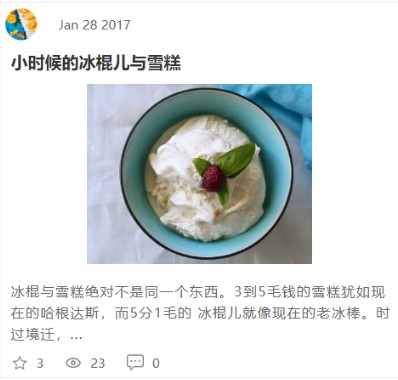 Jan 28 2017
小时候的冰棍儿与雪糕
冰棍与雪糕绝对不是同一个东西。3到5毛钱的雪糕犹如现
在的哈根达斯，而5分1毛的 冰棍儿就像现在的老冰棒。时
过境迁，...
3 23 0